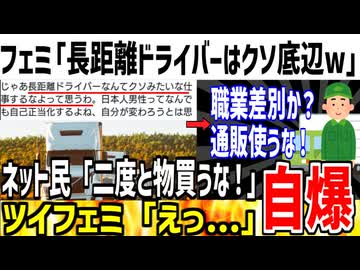 フェミ「長距離ドライバーはクソ底辺w」
じゃあ長距離ドライバーなんてクソみたいな仕
事するなよって思うわ。日本人男性ってなんで
も自己正当化するよね、自分が変わろうとは思
職業差別か?
通販使うな!
ネット民「二度と物買うな!」
ツイフェミ「えっ...」自爆